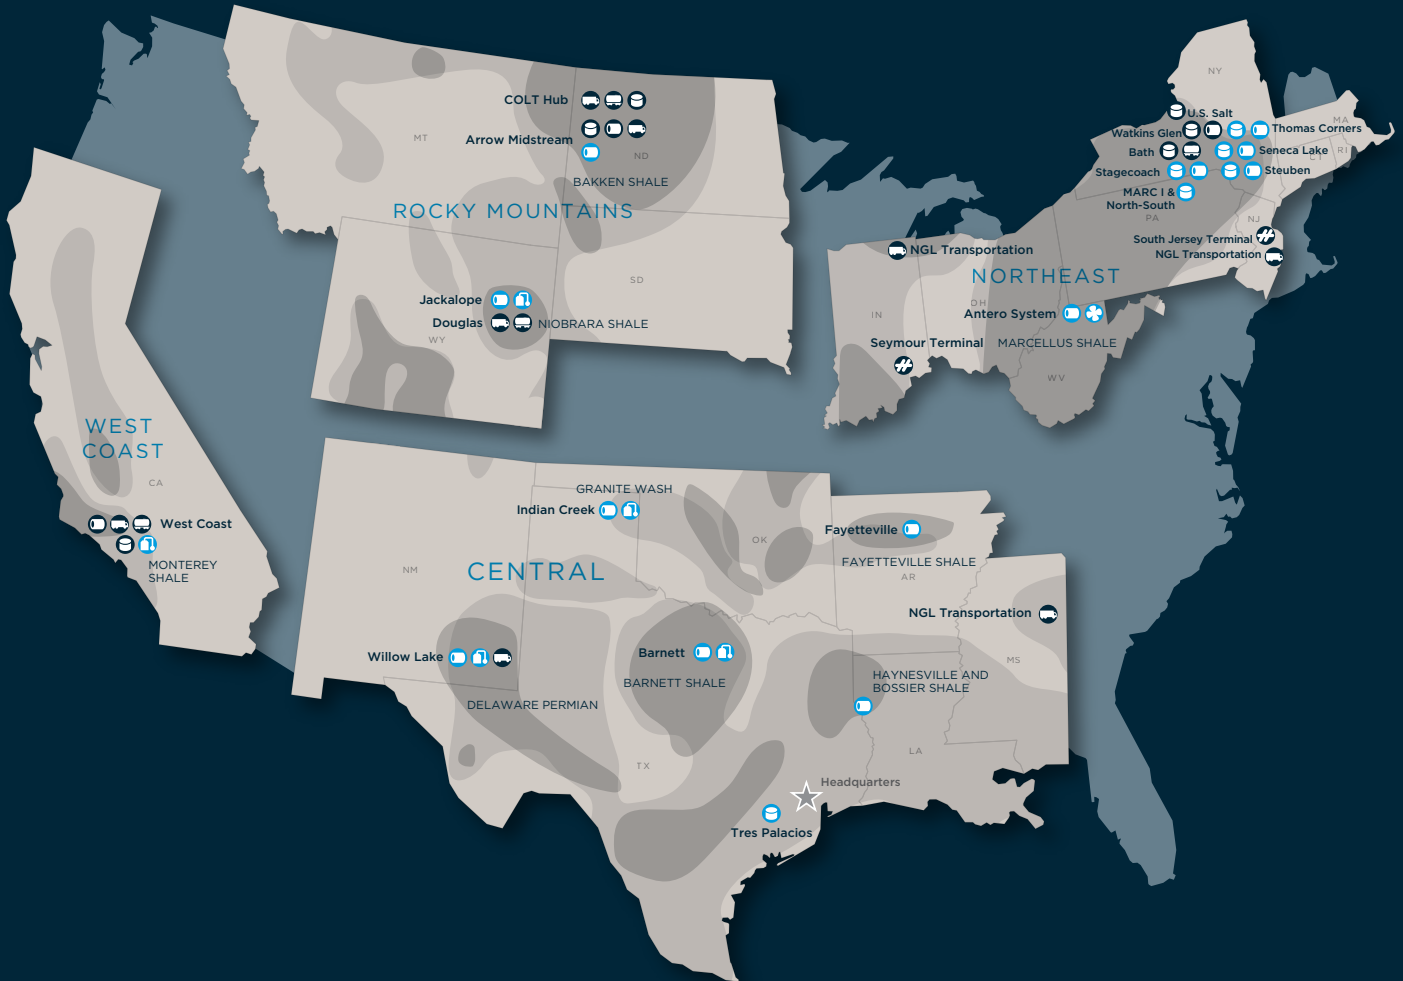 NY
U.S. Salt
MA
Watkins Glen
Thomas Corners
Bath
Seneca Lake
RI
CT
Stagecoach
Steuben
MARC I &
North-South
PA
NJ
South Jersey Terminal
NGL Transportation
COLT Hub
MT
Arrow Midstream
ND
BAKKEN SHALE
ROCKY MOUNTAINS
SD
Jackalope
Douglas
NIOBRARA SHALE
WY
NGL Transportation
NORTHEAST
OH
IN
Antero System
Seymour Terminal
MARCELLUS SHALE
WV
WEST
COAST
CA
West Coast
MONTEREY
SHALE
GRANITE WASH
Indian Creek
OK
Fayetteville
FAYETTEVILLE SHALE
AR
NM
CENTRAL
NGL Transportation
MS
Willow Lake
Barnett
BARNETT SHALE
HAYNESVILLE AND
BOSSIER SHALE
DELAWARE PERMIAN
LA
TX
Headquarters
Tres Palacios